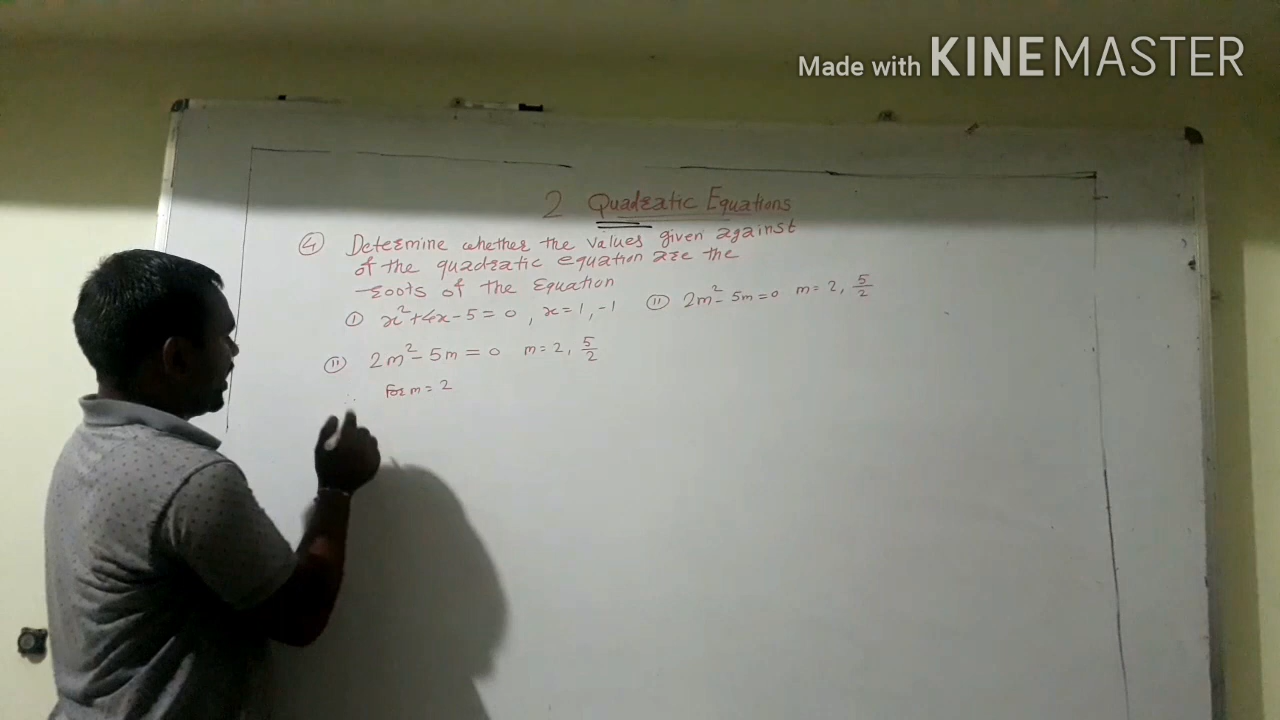 Made with KINEMASTER
2 Quadratic Equations
④ Determine whether the values given against
of the quadratic equation are the
roots of the Equation
① x² + 4x - 5 = 0 , x = 1, -1 ⑪ 2m² - 5m = 0 m = 2, 5/2
⑪ 2m² - 5m = 0 m = 2, 5/2
For m = 2